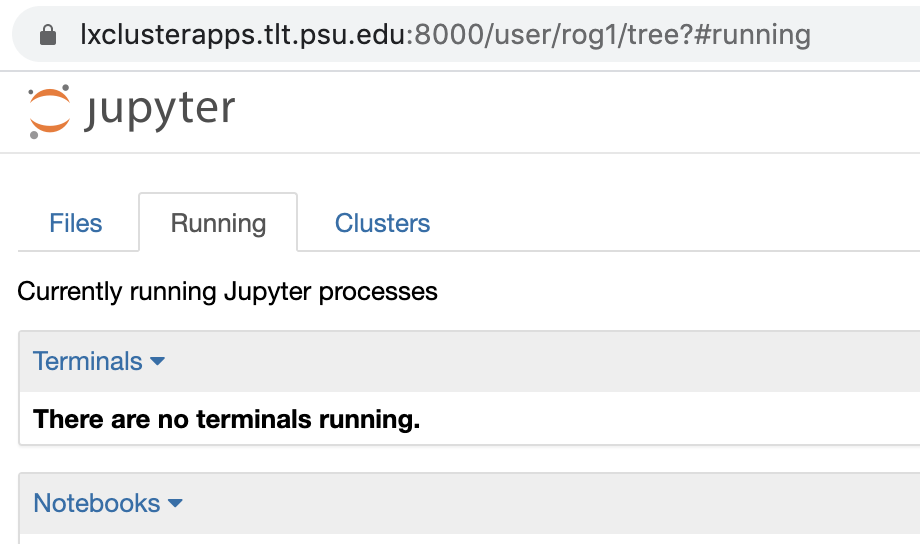 lxclusterapps.tlt.psu.edu:8000/user/rog1/tree?#running
jupyter
Files Running Clusters
Currently running Jupyter processes
Terminals
There are no terminals running.
Notebooks